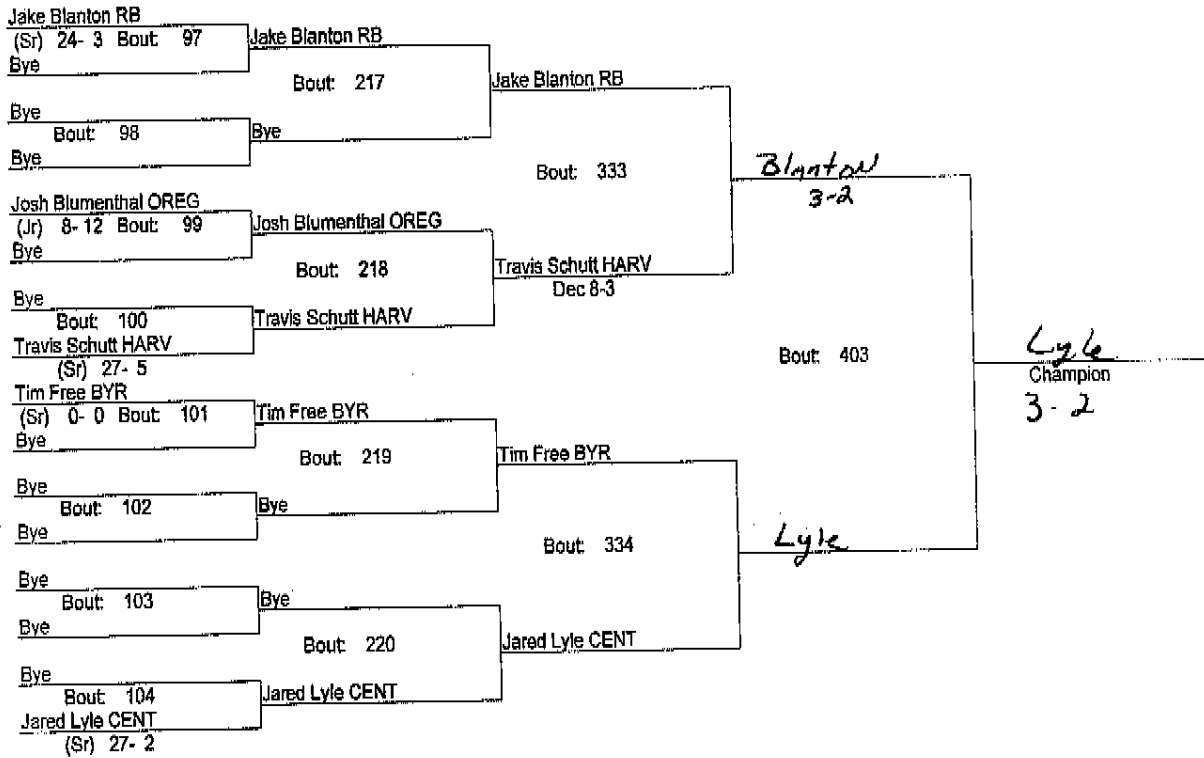 Jake Blanton RB
(Sr) 24- 3 Bout: 97
Bye
Jake Blanton RB
Bout: 217
Jake Blanton RB
Bye
Bout: 98
Bye
Bye
Bout: 333
Blanton
3-2
Josh Blumenthal OREG
(Jr) 8- 12 Bout: 99
Bye
Josh Blumenthal OREG
Bout: 218
Travis Schutt HARV
Dec 8-3
Bye
Bout: 100
Travis Schutt HARV
(Sr) 27- 5
Travis Schutt HARV
Bout: 403
Lyle
Champion
3-2
Tim Free BYR
(Sr) 0- 0 Bout: 101
Bye
Tim Free BYR
Bout: 219
Tim Free BYR
Bye
Bout: 102
Bye
Bye
Bout: 334
Lyle
Bye
Bout: 103
Bye
Bye
Bout: 220
Jared Lyle CENT
Bye
Bout: 104
Jared Lyle CENT
(Sr) 27- 2
Jared Lyle CENT